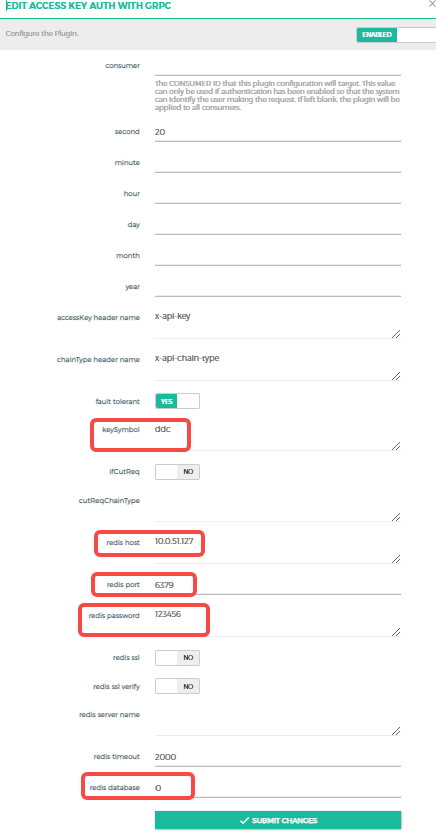 EDIT ACCESS KEY AUTH WITH GRPC
Configure the Plugin.
ENABLED
consumer
The CONSUMER ID that this plugin configuration will target. This value
can only be used if authentication has been enabled so that the system
can identify the user making the request. If left blank, the plugin will be
applied to all consumers.
second 20
minute
hour
day
month
year
accessKey header name x-api-key
chainType header name x-api-chain-type
fault tolerant YES
keySymbol ddc
ifCutReq NO
cutReqChainType
redis host 10.0.51.127
redis port 6379
redis password 123456
redis ssl NO
redis ssl verify NO
redis server name
redis timeout 2000
redis database 0
SUBMIT CHANGES